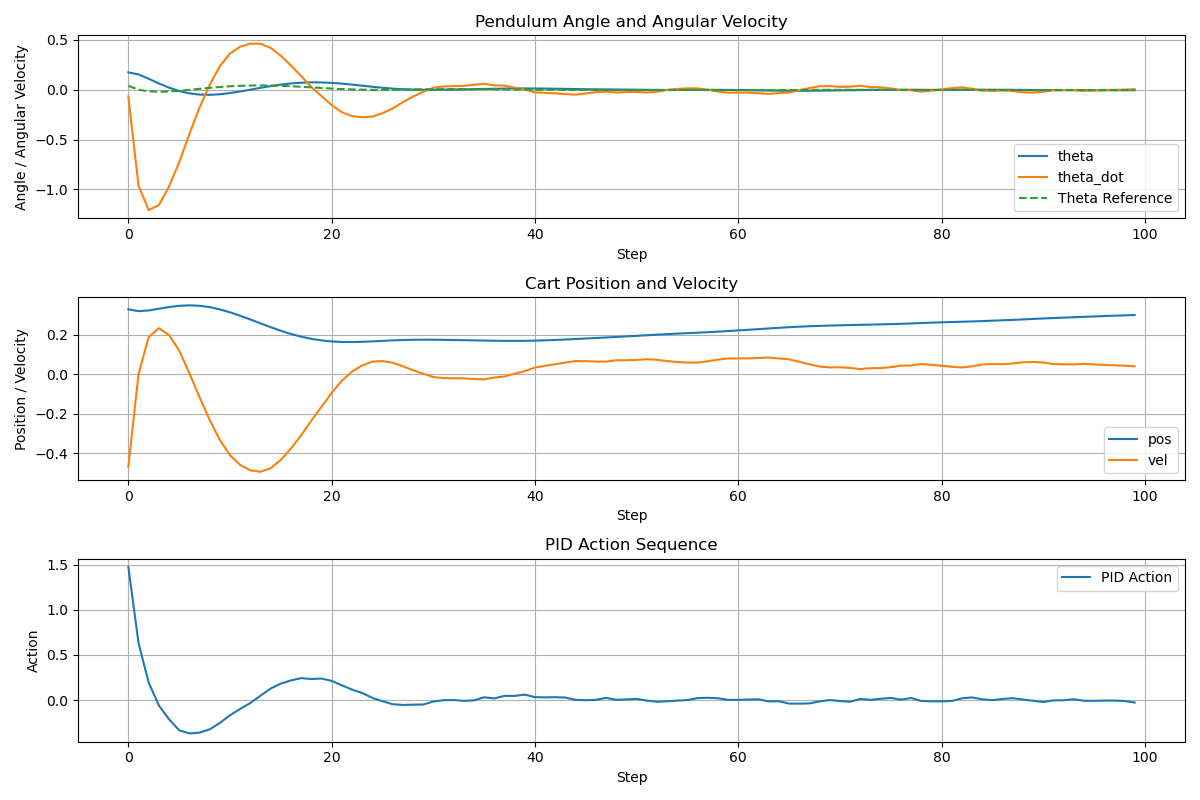 Pendulum Angle and Angular Velocity
Angle / Angular Velocity
0.5
0.0
−0.5
−1.0
0
20
40
60
80
100
Step
theta
theta_dot
Theta Reference
Cart Position and Velocity
Position / Velocity
0.2
0.0
−0.2
−0.4
0
20
40
60
80
100
Step
pos
vel
PID Action Sequence
Action
1.5
1.0
0.5
0.0
0
20
40
60
80
100
Step
PID Action